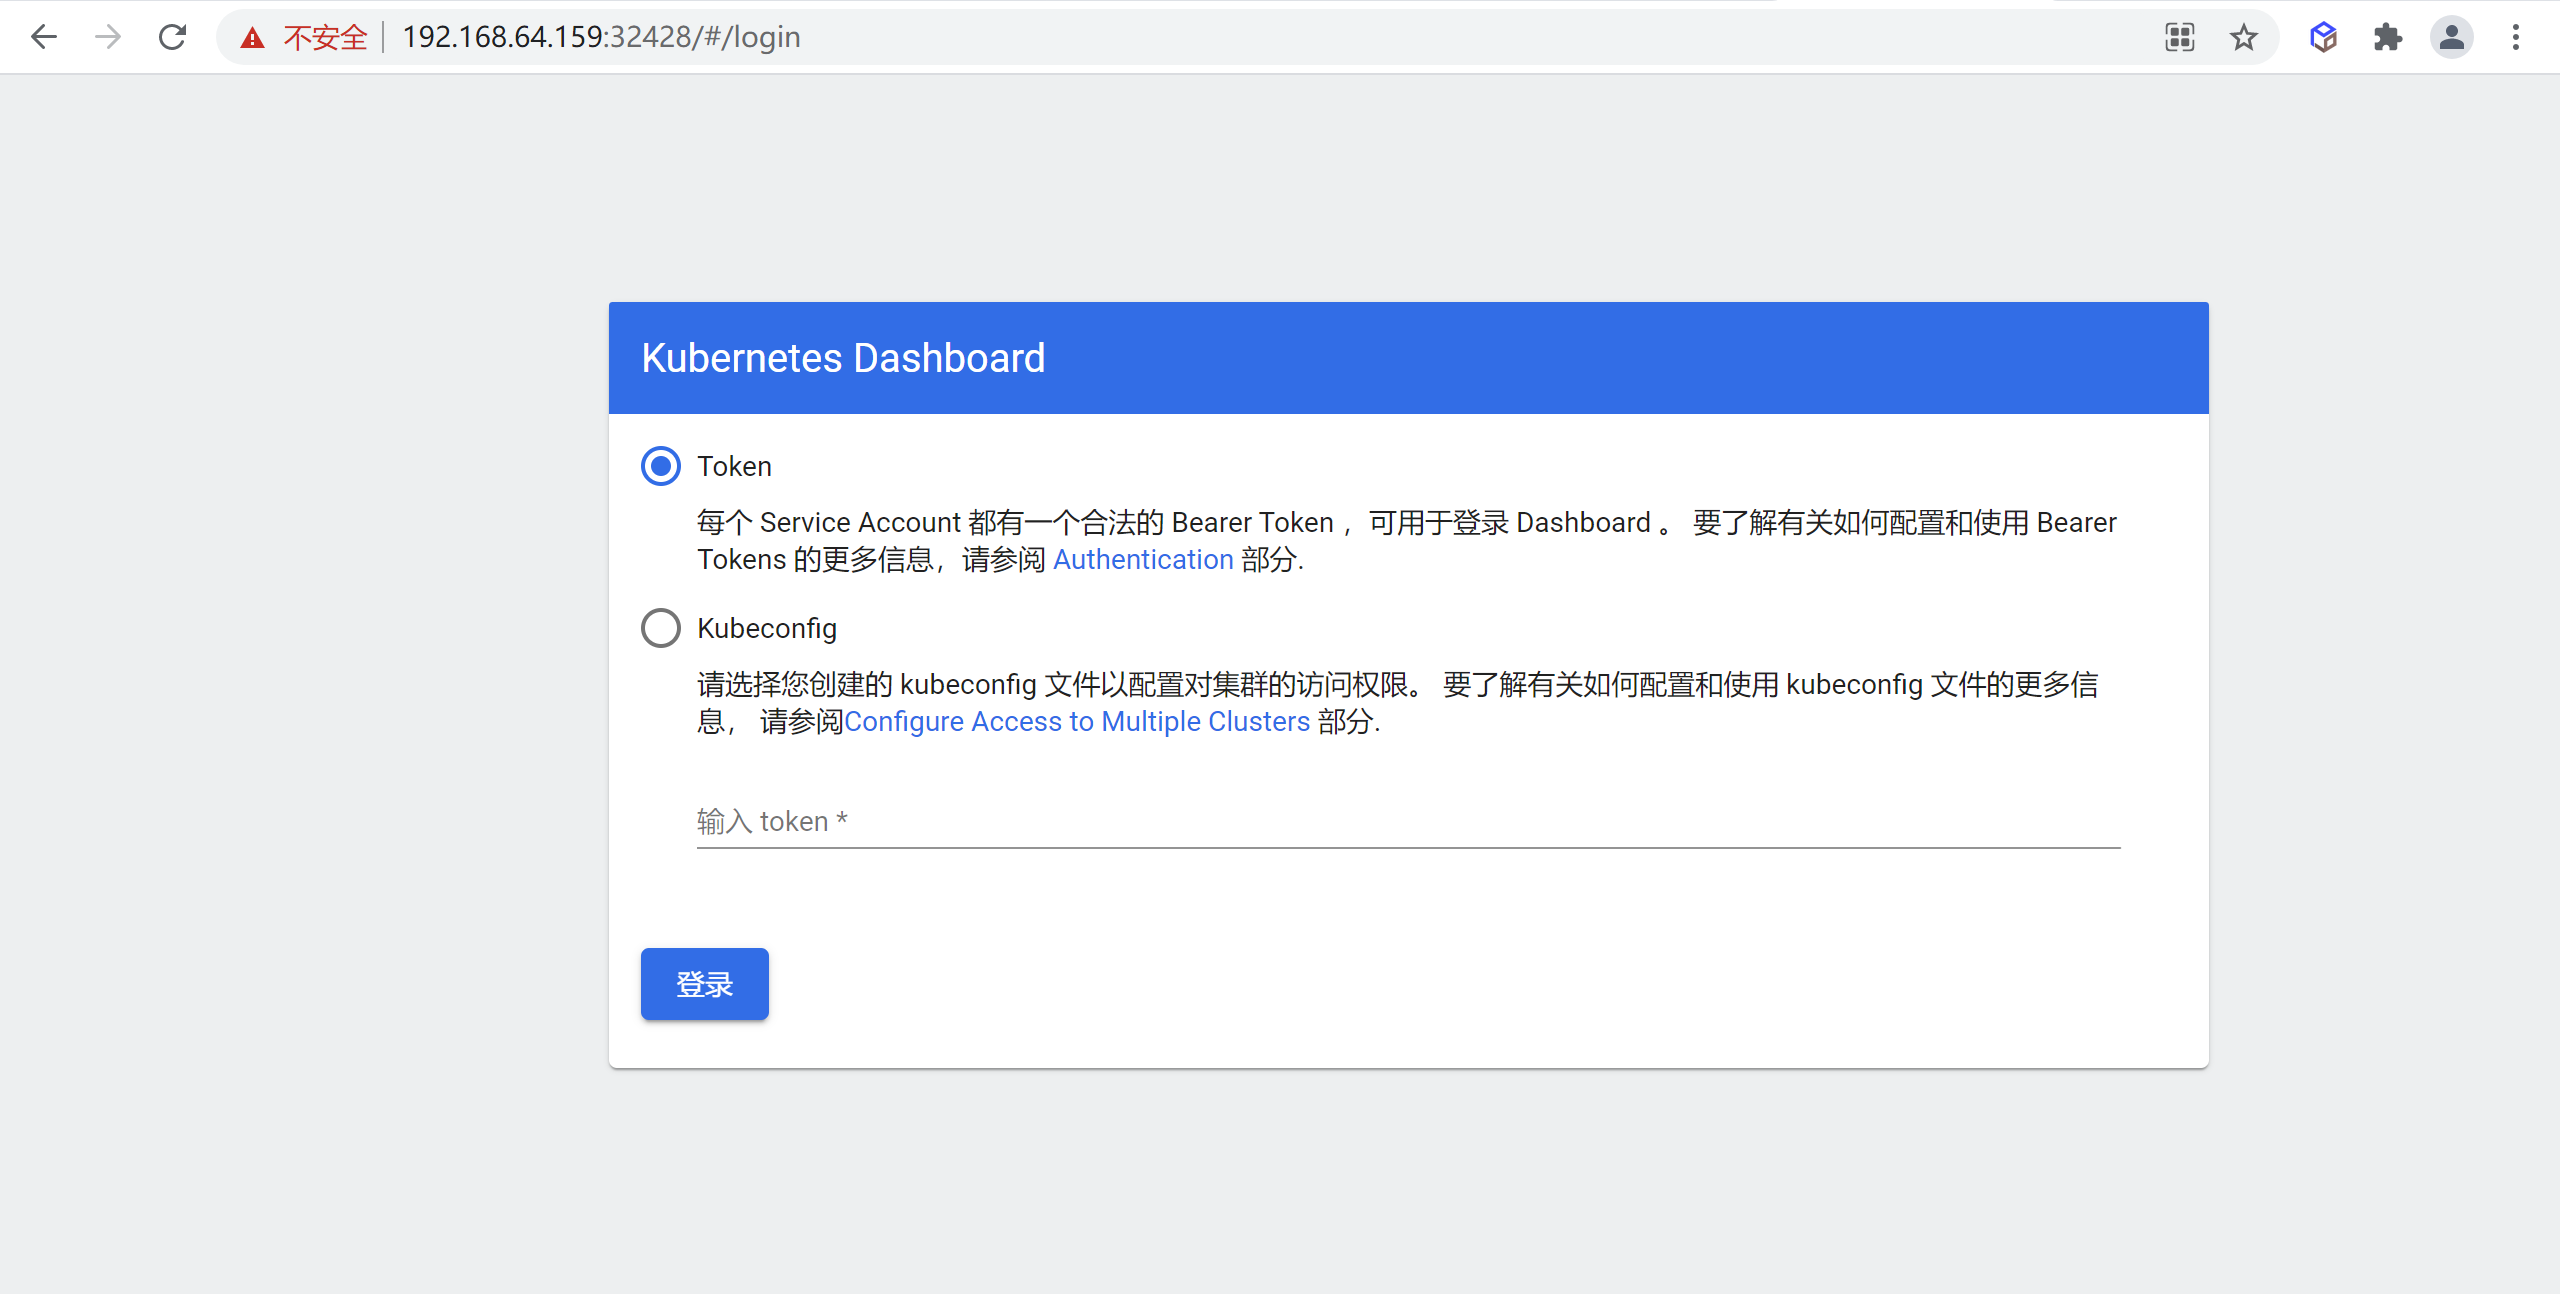 不安全 192.168.64.159:32428/#/login
Kubernetes Dashboard
Token
每个 Service Account 都有一个合法的 Bearer Token ，可用于登录 Dashboard 。 要了解有关如何配置和使用 Bearer
Tokens 的更多信息，请参阅 Authentication 部分.
Kubeconfig
请选择您创建的 kubeconfig 文件以配置对集群的访问权限。 要了解有关如何配置和使用 kubeconfig 文件的更多信
息， 请参阅Configure Access to Multiple Clusters 部分.
输入 token *
登录